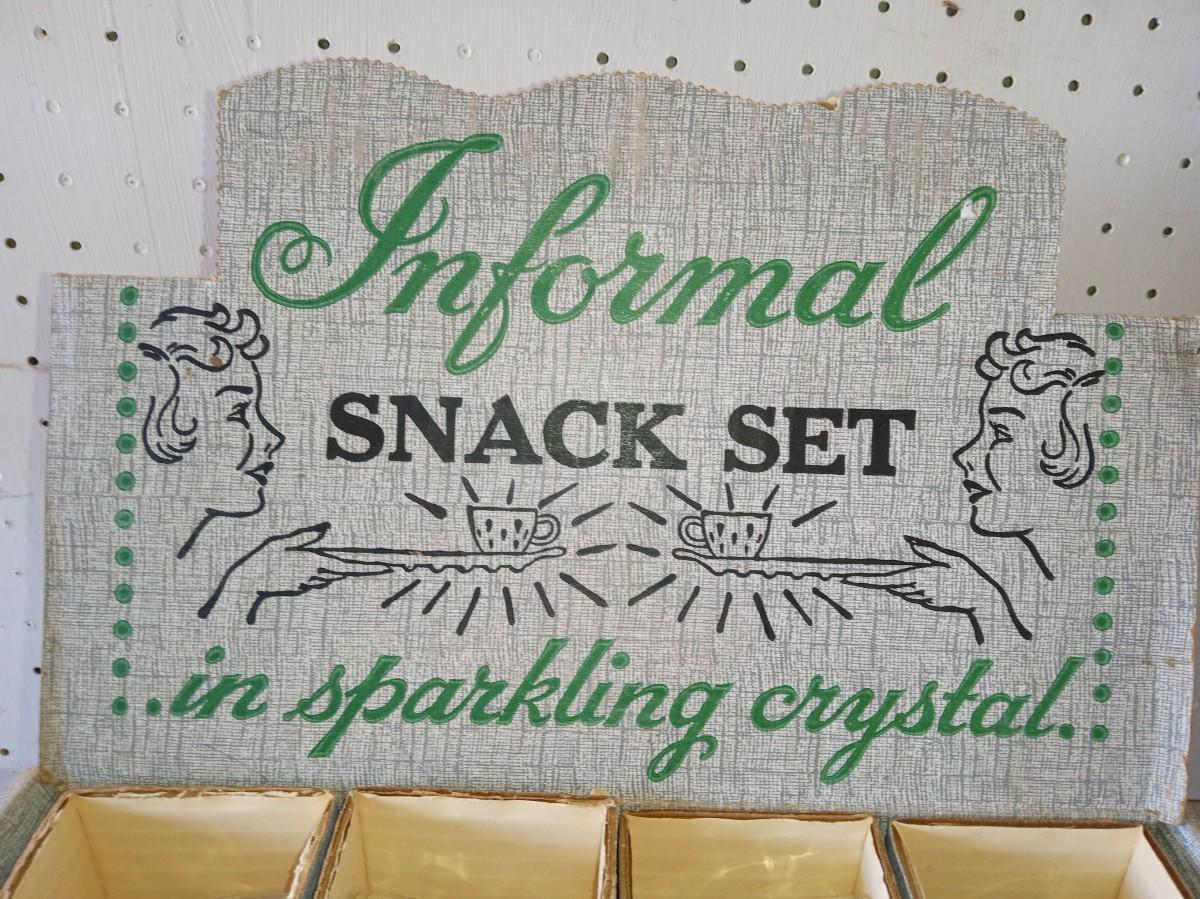 Informal
SNACK SET
..in sparkling crystal..